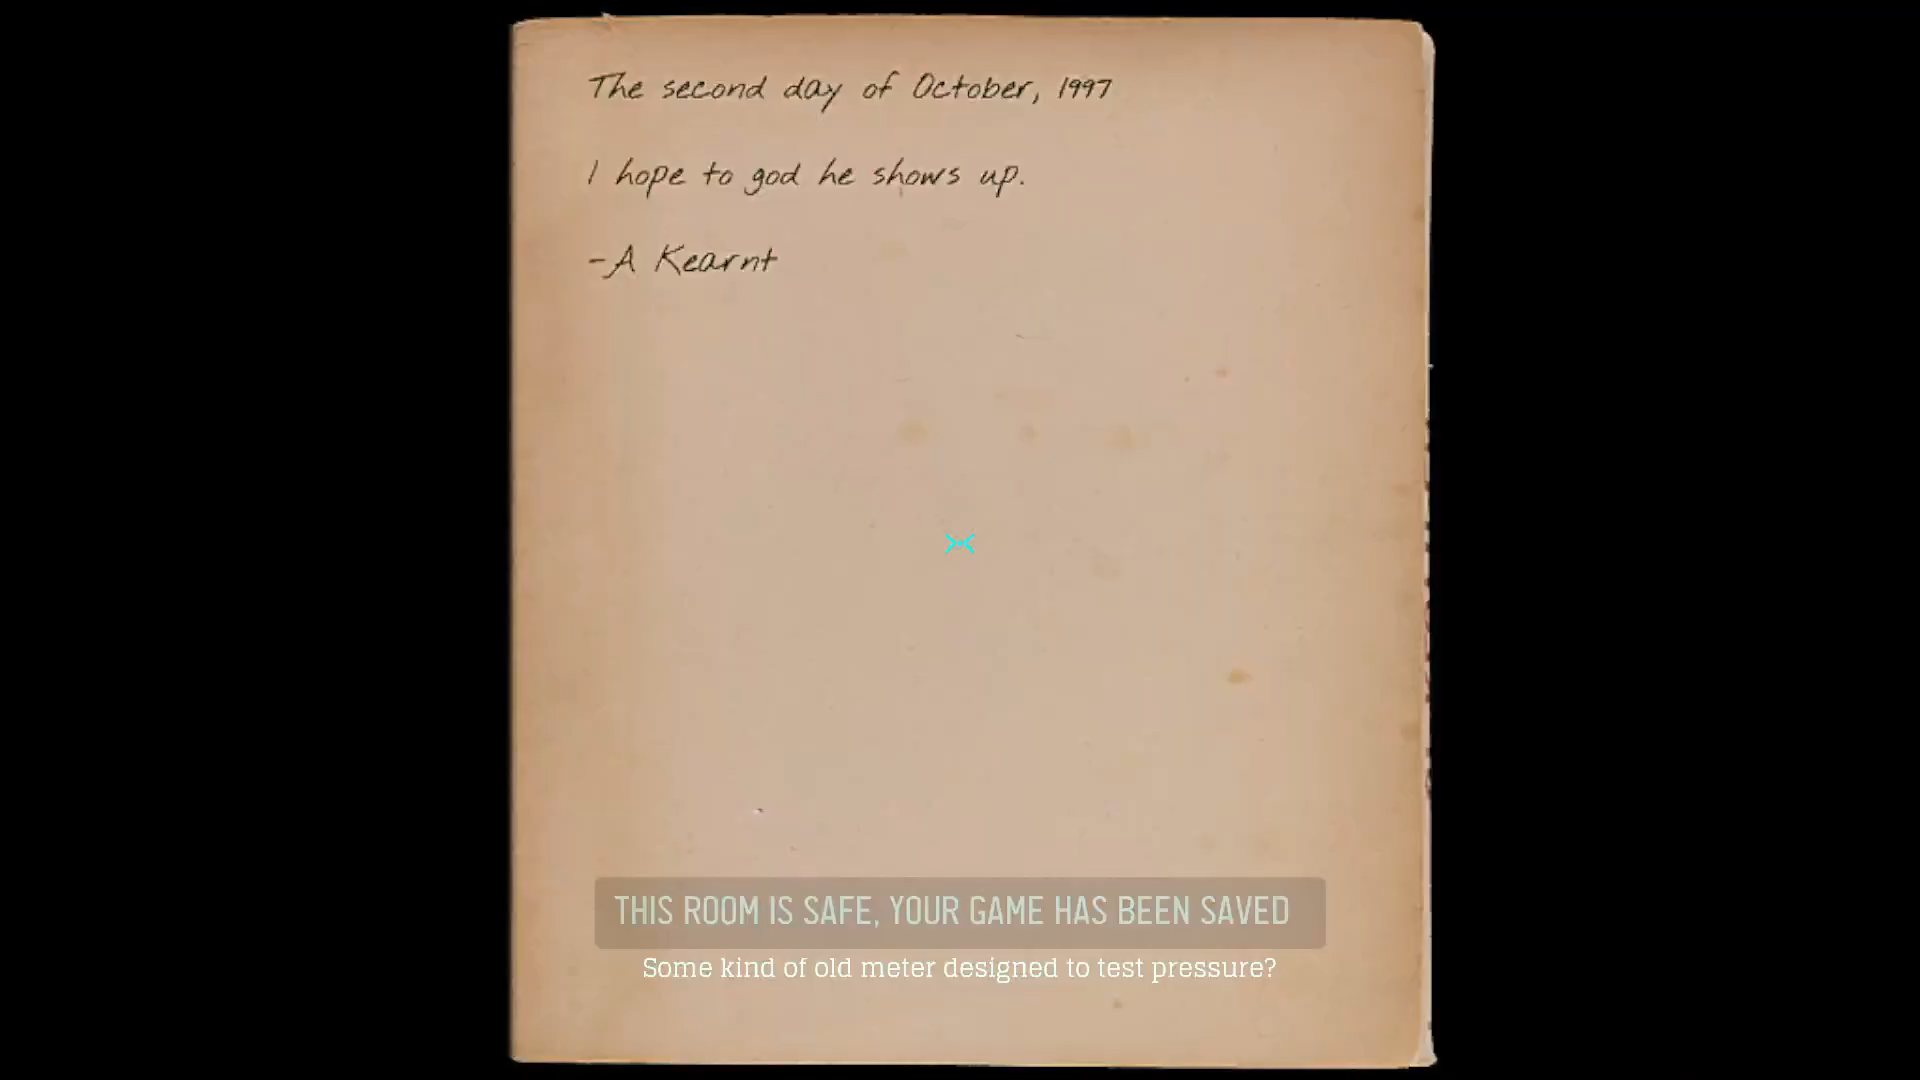 The second day of October, 1997
I hope to god he shows up.
-A Kearnt
THIS ROOM IS SAFE, YOUR GAME HAS BEEN SAVED
Some kind of old meter designed to test pressure?